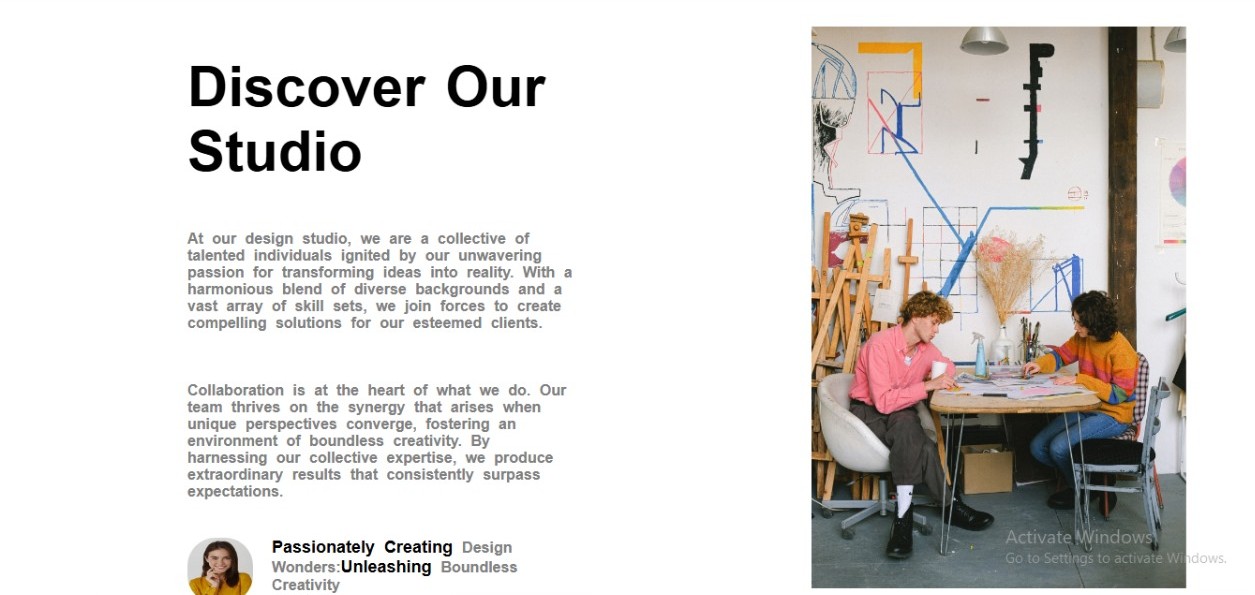 Discover Our
Studio
At our design studio, we are a collective of
talented individuals ignited by our unwavering
passion for transforming ideas into reality. With a
harmonious blend of diverse backgrounds and a
vast array of skill sets, we join forces to create
compelling solutions for our esteemed clients.
Collaboration is at the heart of what we do. Our
team thrives on the synergy that arises when
unique perspectives converge, fostering an
environment of boundless creativity. By
harnessing our collective expertise, we produce
extraordinary results that consistently surpass
expectations.
Passionately Creating Design
Wonders:Unleashing Boundless
Creativity
Activate Windows
Go to Settings to activate Windows.